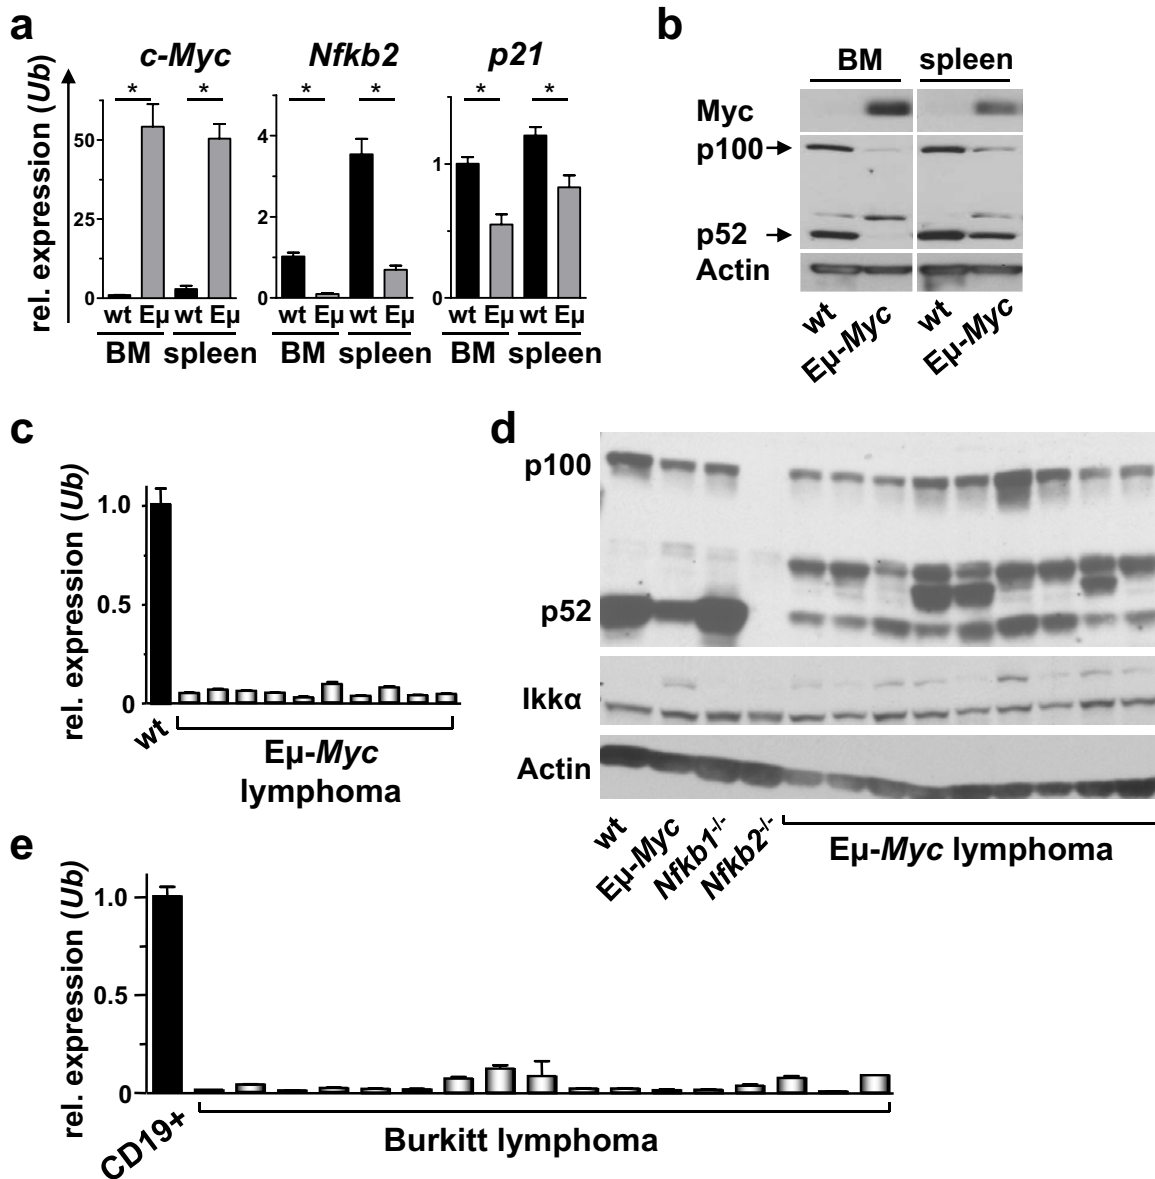 a
c-Myc Nfkb2 p21
rel. expression (Ub)
* * * * * *
50
25
0
4
2
0
1
0
wt Eµ wt Eµ wt Eµ wt Eµ wt Eµ wt Eµ
BM spleen BM spleen BM spleen
b
BM spleen
Myc
p100
p52
Actin
wt Eµ-Myc wt Eµ-Myc
c
rel. expression (Ub)
1.0
0.5
0
wt
Eµ-Myc
lymphoma
d
p100
p52
Ikkα
Actin
wt Eµ-Myc Nfkb1-/- Nfkb2-/- Eµ-Myc lymphoma
e
rel. expression (Ub)
1.0
0.5
0
CD19+
Burkitt lymphoma